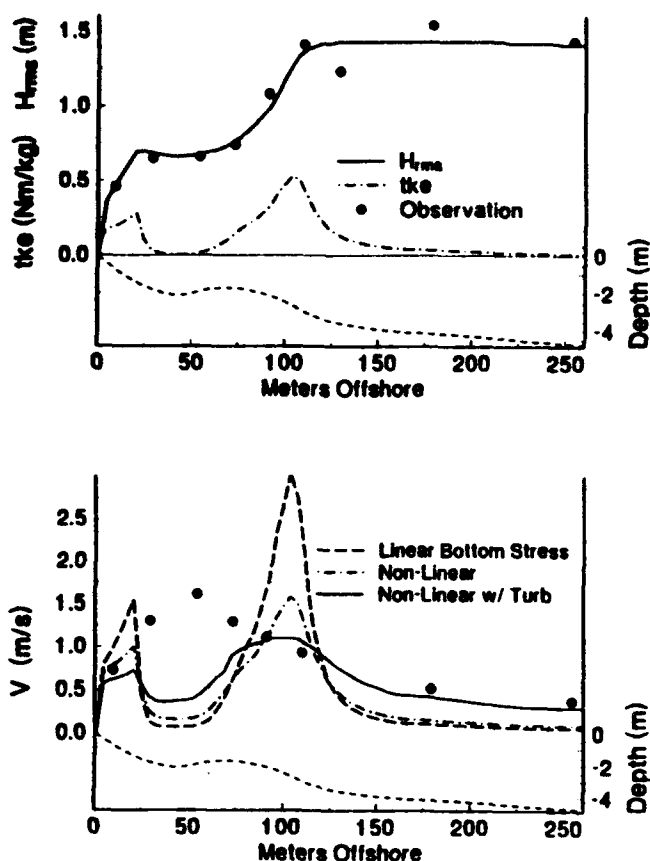 1.5
1.0
0.5
0.0
tke (Nm/kg) Hrms (m)
Hrms
tke
Observation
0
-2
-4
Depth (m)
0 50 100 150 200 250
Meters Offshore
2.5
2.0
1.5
1.0
0.5
0.0
V (m/s)
Linear Bottom Stress
Non-Linear
Non-Linear w/ Turb
0
-2
-4
Depth (m)
0 50 100 150 200 250
Meters Offshore